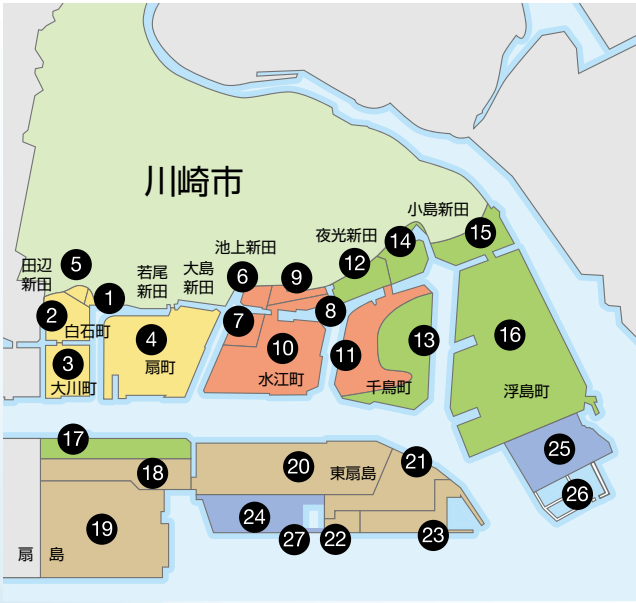 川崎市
小島新田
15
夜光新田
14
池上新田
12
田辺
新田
5
若尾
新田
大島
新田
6
9
1
8
2
白石町
7
4
10
11
13
16
3
扇町
大川町
水江町
千鳥町
浮島町
17
18
20
東扇島
21
25
26
19
24
27
22
23
扇
島